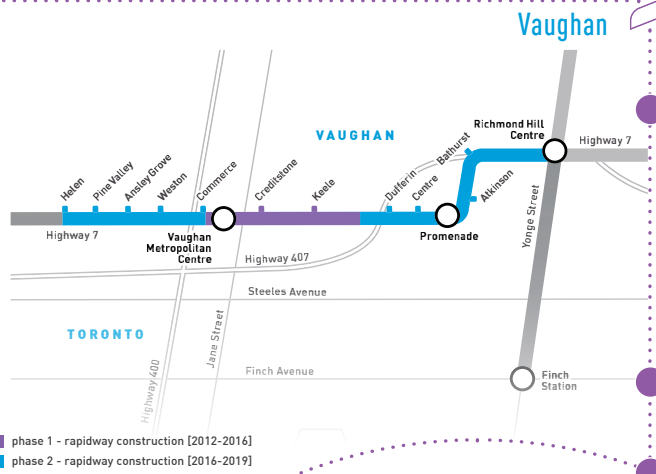 Vaughan
VAUGHAN
Richmond Hill
Centre
Highway 7
Helen
Pine Valley
Ansley Grove
Weston
Commerce
Creditstone
Keele
Dufferin
Centre
Bathurst
Atkinson
Yonge Street
Highway 7
Vaughan
Metropolitan
Centre
Promenade
Highway 407
Steeles Avenue
TORONTO
Jane Street
Highway 400
Finch Avenue
Finch
Station
phase 1 - rapidway construction [2012-2016]
phase 2 - rapidway construction [2016-2019]